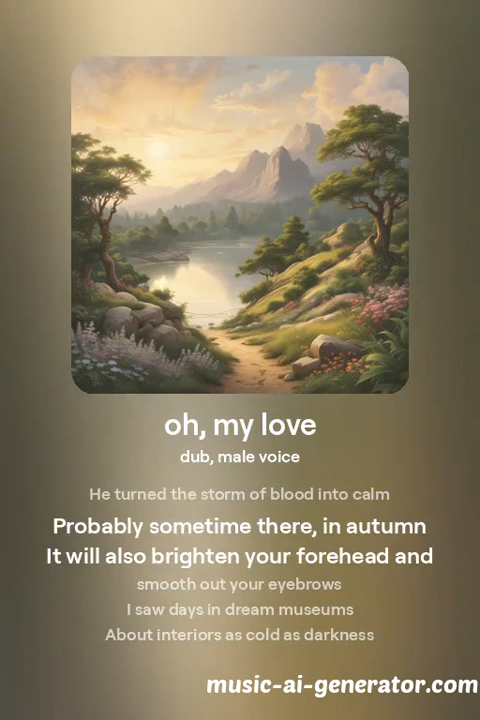 oh, my love
dub, male voice
He turned the storm of blood into calm
Probably sometime there, in autumn
It will also brighten your forehead and
smooth out your eyebrows
I saw days in dream museums
About interiors as cold as darkness
music-ai-generator.com